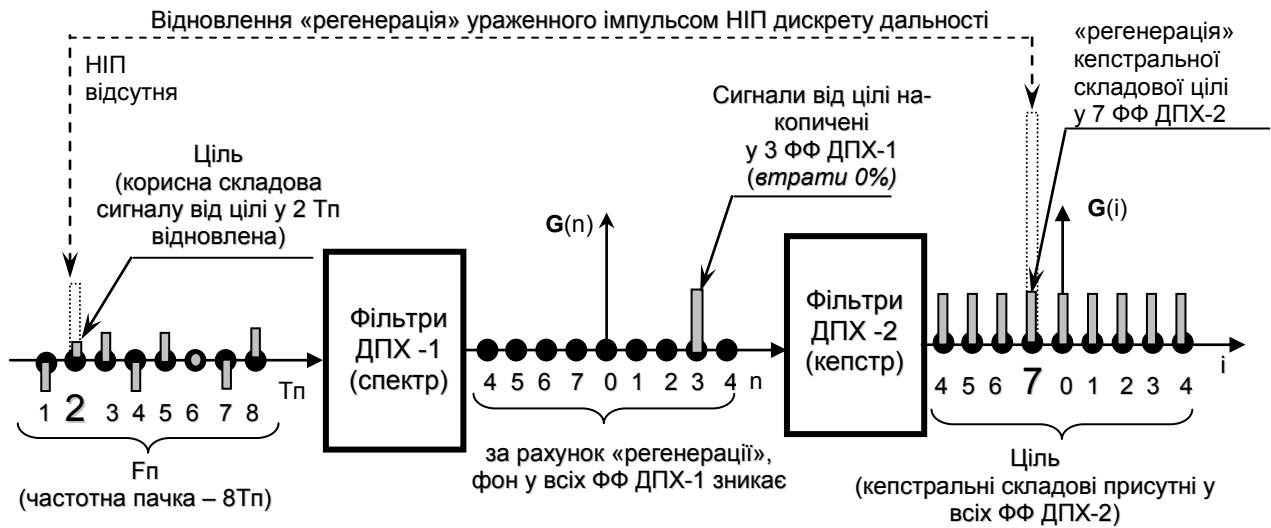 Відновлення «регенерація» ураженного імпульсом НІП дискрету дальності
НІП
відсутня
Ціль
(корисна складова
сигналу від цілі у 2 Тп
відновлена)
Сигнали від цілі на-
копичені
у 3 ФФ ДПХ-1
(втрати 0%)
«регенерація»
кепстральної
складової цілі
у 7 ФФ ДПХ-2
G(n)
G(i)
Фільтри
ДПХ -1
(спектр)
Фільтри
ДПХ -2
(кепстр)
1 2 3 4 5 6 7 8
Тп
4 5 6 7 0 1 2 3 4 n
4 5 6 7 0 1 2 3 4
i
Fп
(частотна пачка – 8Тп)
за рахунок «регенерації»,
фон у всіх ФФ ДПХ-1 зникає
Ціль
(кепстральні складові присутні у
всіх ФФ ДПХ-2)